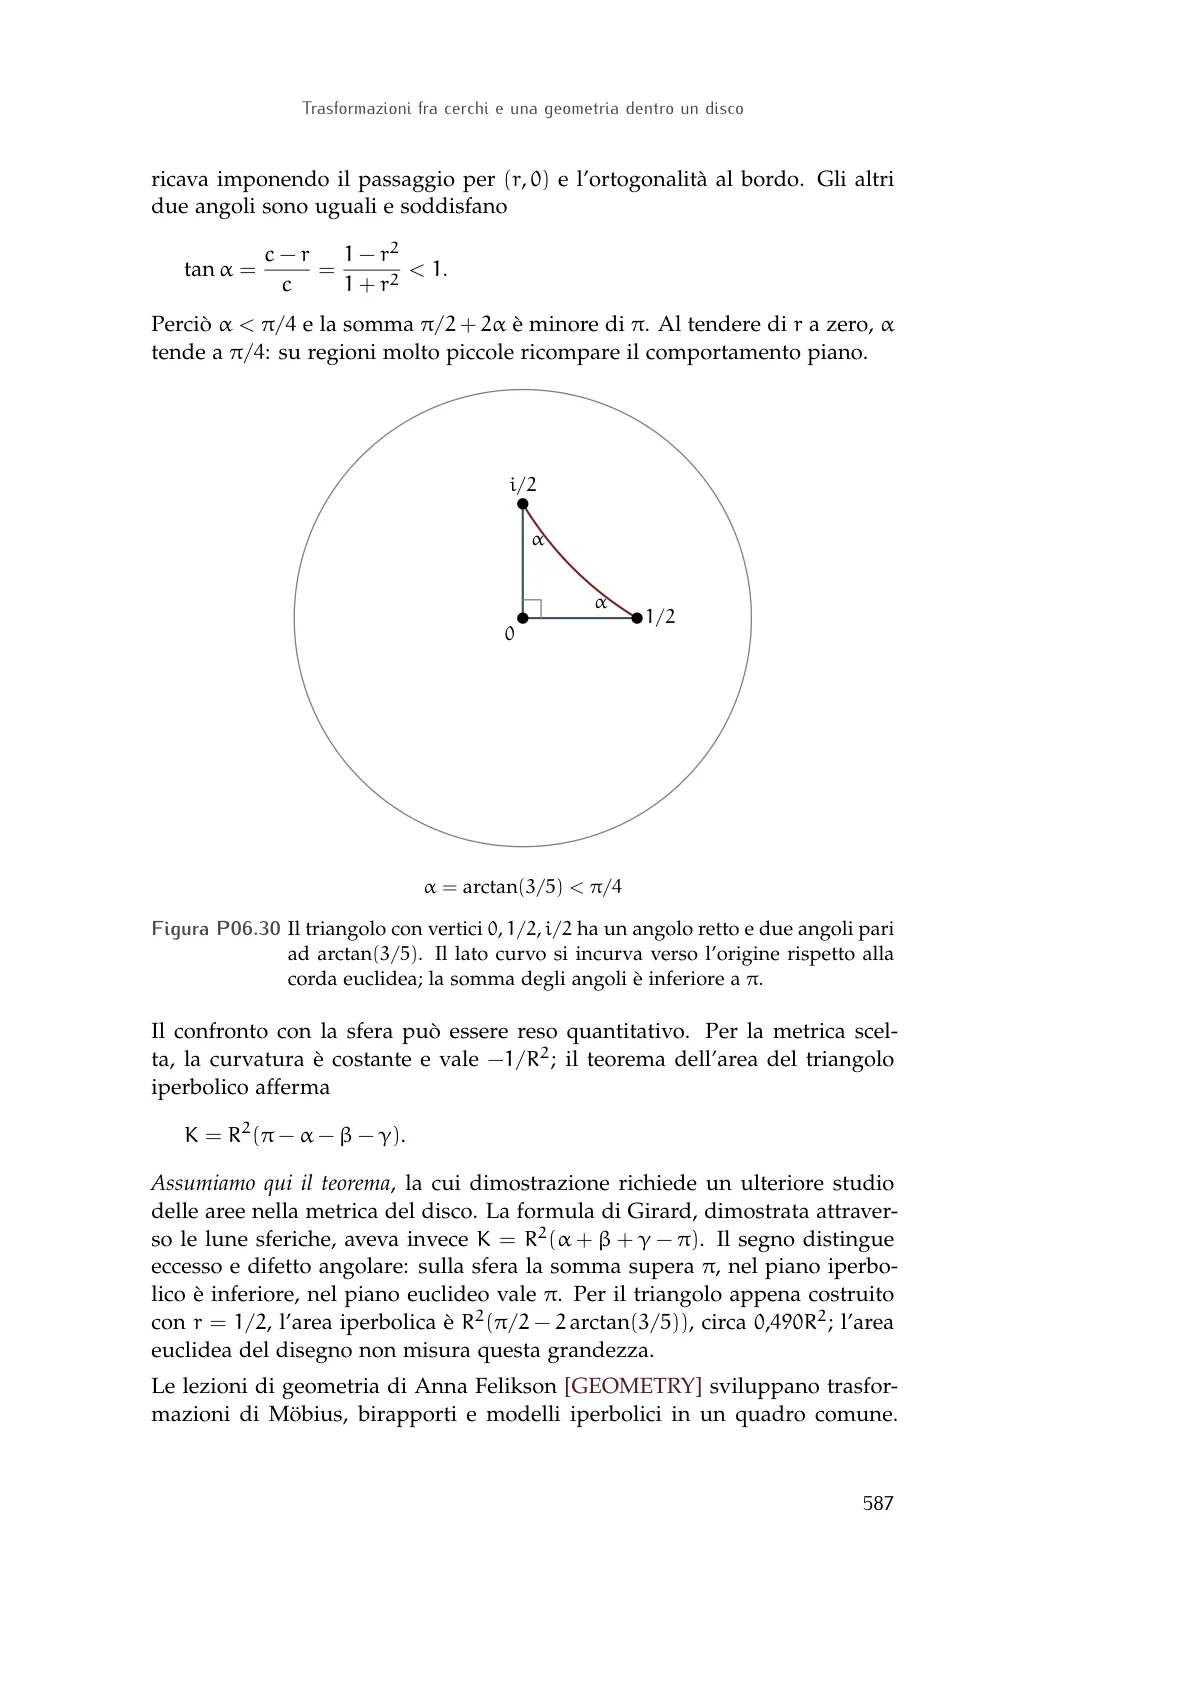 Trasformazioni fra cerchi e una geometria dentro un disco
ricava imponendo il passaggio per (r, 0) e l'ortogonalità al bordo. Gli altri
due angoli sono uguali e soddisfano
tan α = (c − r)/c = (1 − r²)/(1 + r²) < 1.
Perciò α < π/4 e la somma π/2 + 2α è minore di π. Al tendere di r a zero, α
tende a π/4: su regioni molto piccole ricompare il comportamento piano.
i/2
α
α
1/2
0
α = arctan(3/5) < π/4
Figura P06.30 Il triangolo con vertici 0, 1/2, i/2 ha un angolo retto e due angoli pari
ad arctan(3/5). Il lato curvo si incurva verso l'origine rispetto alla
corda euclidea; la somma degli angoli è inferiore a π.
Il confronto con la sfera può essere reso quantitativo. Per la metrica scel-
ta, la curvatura è costante e vale −1/R²; il teorema dell'area del triangolo
iperbolico afferma
K = R²(π − α − β − γ).
Assumiamo qui il teorema, la cui dimostrazione richiede un ulteriore studio
delle aree nella metrica del disco. La formula di Girard, dimostrata attraver-
so le lune sferiche, aveva invece K = R²(α + β + γ − π). Il segno distingue
eccesso e difetto angolare: sulla sfera la somma supera π, nel piano iperbo-
lico è inferiore, nel piano euclideo vale π. Per il triangolo appena costruito
con r = 1/2, l'area iperbolica è R²(π/2 − 2 arctan(3/5)), circa 0,490R²; l'area
euclidea del disegno non misura questa grandezza.
Le lezioni di geometria di Anna Felikson [GEOMETRY] sviluppano trasfor-
mazioni di Möbius, birapporti e modelli iperbolici in un quadro comune.
587